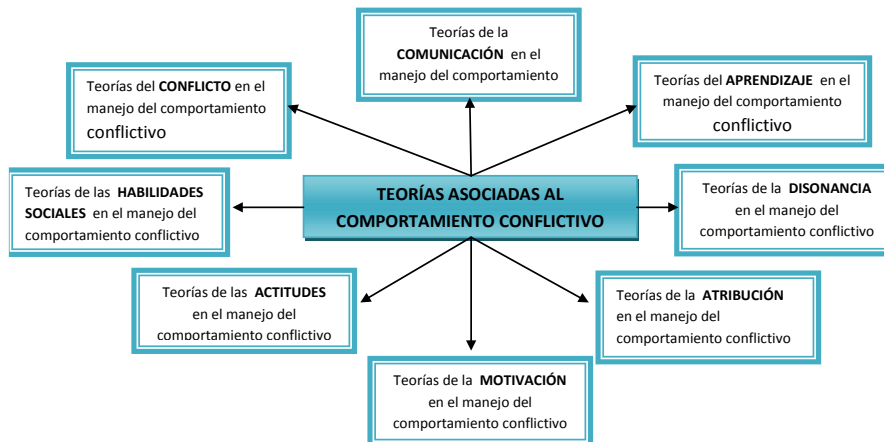 Teorías de la
COMUNICACIÓN en el
manejo del comportamiento
Teorías del CONFLICTO en el
manejo del comportamiento
conflictivo
Teorías del APRENDIZAJE en el
manejo del comportamiento
conflictivo
TEORÍAS ASOCIADAS AL
COMPORTAMIENTO CONFLICTIVO
Teorías de las HABILIDADES
SOCIALES en el manejo del
comportamiento conflictivo
Teorías de la DISONANCIA
en el manejo del
comportamiento conflictivo
Teorías de las ACTITUDES
en el manejo del
comportamiento conflictivo
Teorías de la ATRIBUCIÓN
en el manejo del
comportamiento conflictivo
Teorías de la MOTIVACIÓN
en el manejo del
comportamiento conflictivo